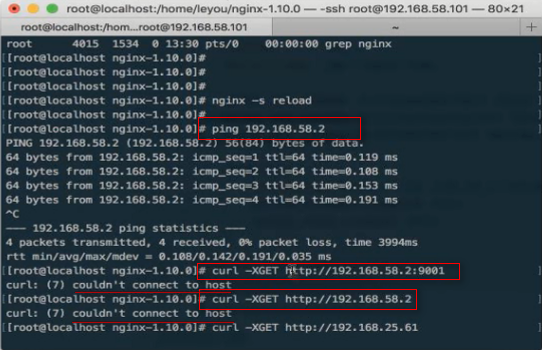 leyou@localhost:/home/leyou/nginx-1.10.0 — -ssh root@192.168.58.101 — 80×21
root@localhost:/hom...root@192.168.58.101
~
root      4015  1534  0 13:30 pts/0    00:00:00 grep nginx
[[root@localhost nginx-1.10.0]#
[[root@localhost nginx-1.10.0]#
[[root@localhost nginx-1.10.0]#
[[root@localhost nginx-1.10.0]# nginx -s reload
[[root@localhost nginx-1.10.0]#
[[root@localhost nginx-1.10.0]# ping 192.168.58.2
PING 192.168.58.2 (192.168.58.2) 56(84) bytes of data.
64 bytes from 192.168.58.2: icmp_seq=1 ttl=64 time=0.119 ms
64 bytes from 192.168.58.2: icmp_seq=2 ttl=64 time=0.108 ms
64 bytes from 192.168.58.2: icmp_seq=3 ttl=64 time=0.153 ms
64 bytes from 192.168.58.2: icmp_seq=4 ttl=64 time=0.191 ms
^C
--- 192.168.58.2 ping statistics ---
4 packets transmitted, 4 received, 0% packet loss, time 3994ms
rtt min/avg/max/mdev = 0.108/0.142/0.191/0.035 ms
[[root@localhost nginx-1.10.0]# curl -XGET http://192.168.58.2:9001
curl: (7) couldn't connect to host
[[root@localhost nginx-1.10.0]# curl -XGET http://192.168.58.2
curl: (7) couldn't connect to host
[[root@localhost nginx-1.10.0]# curl -XGET http://192.168.25.61